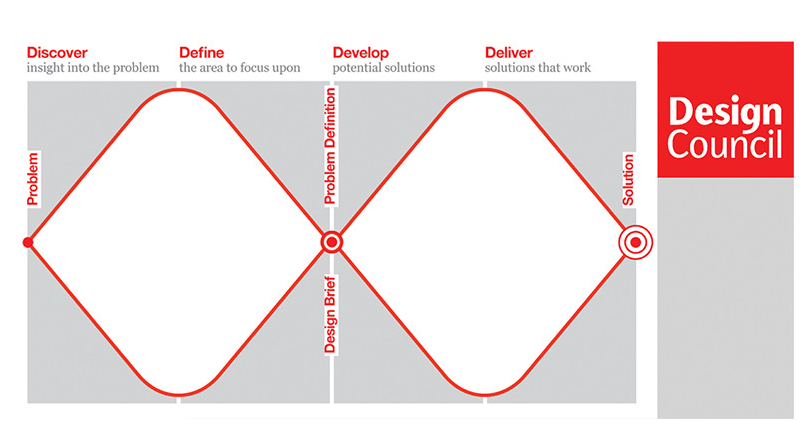 Discover
insight into the problem
Define
the area to focus upon
Develop
potential solutions
Deliver
solutions that work
Problem
Problem Definition
Design Brief
Solution
Design
Council